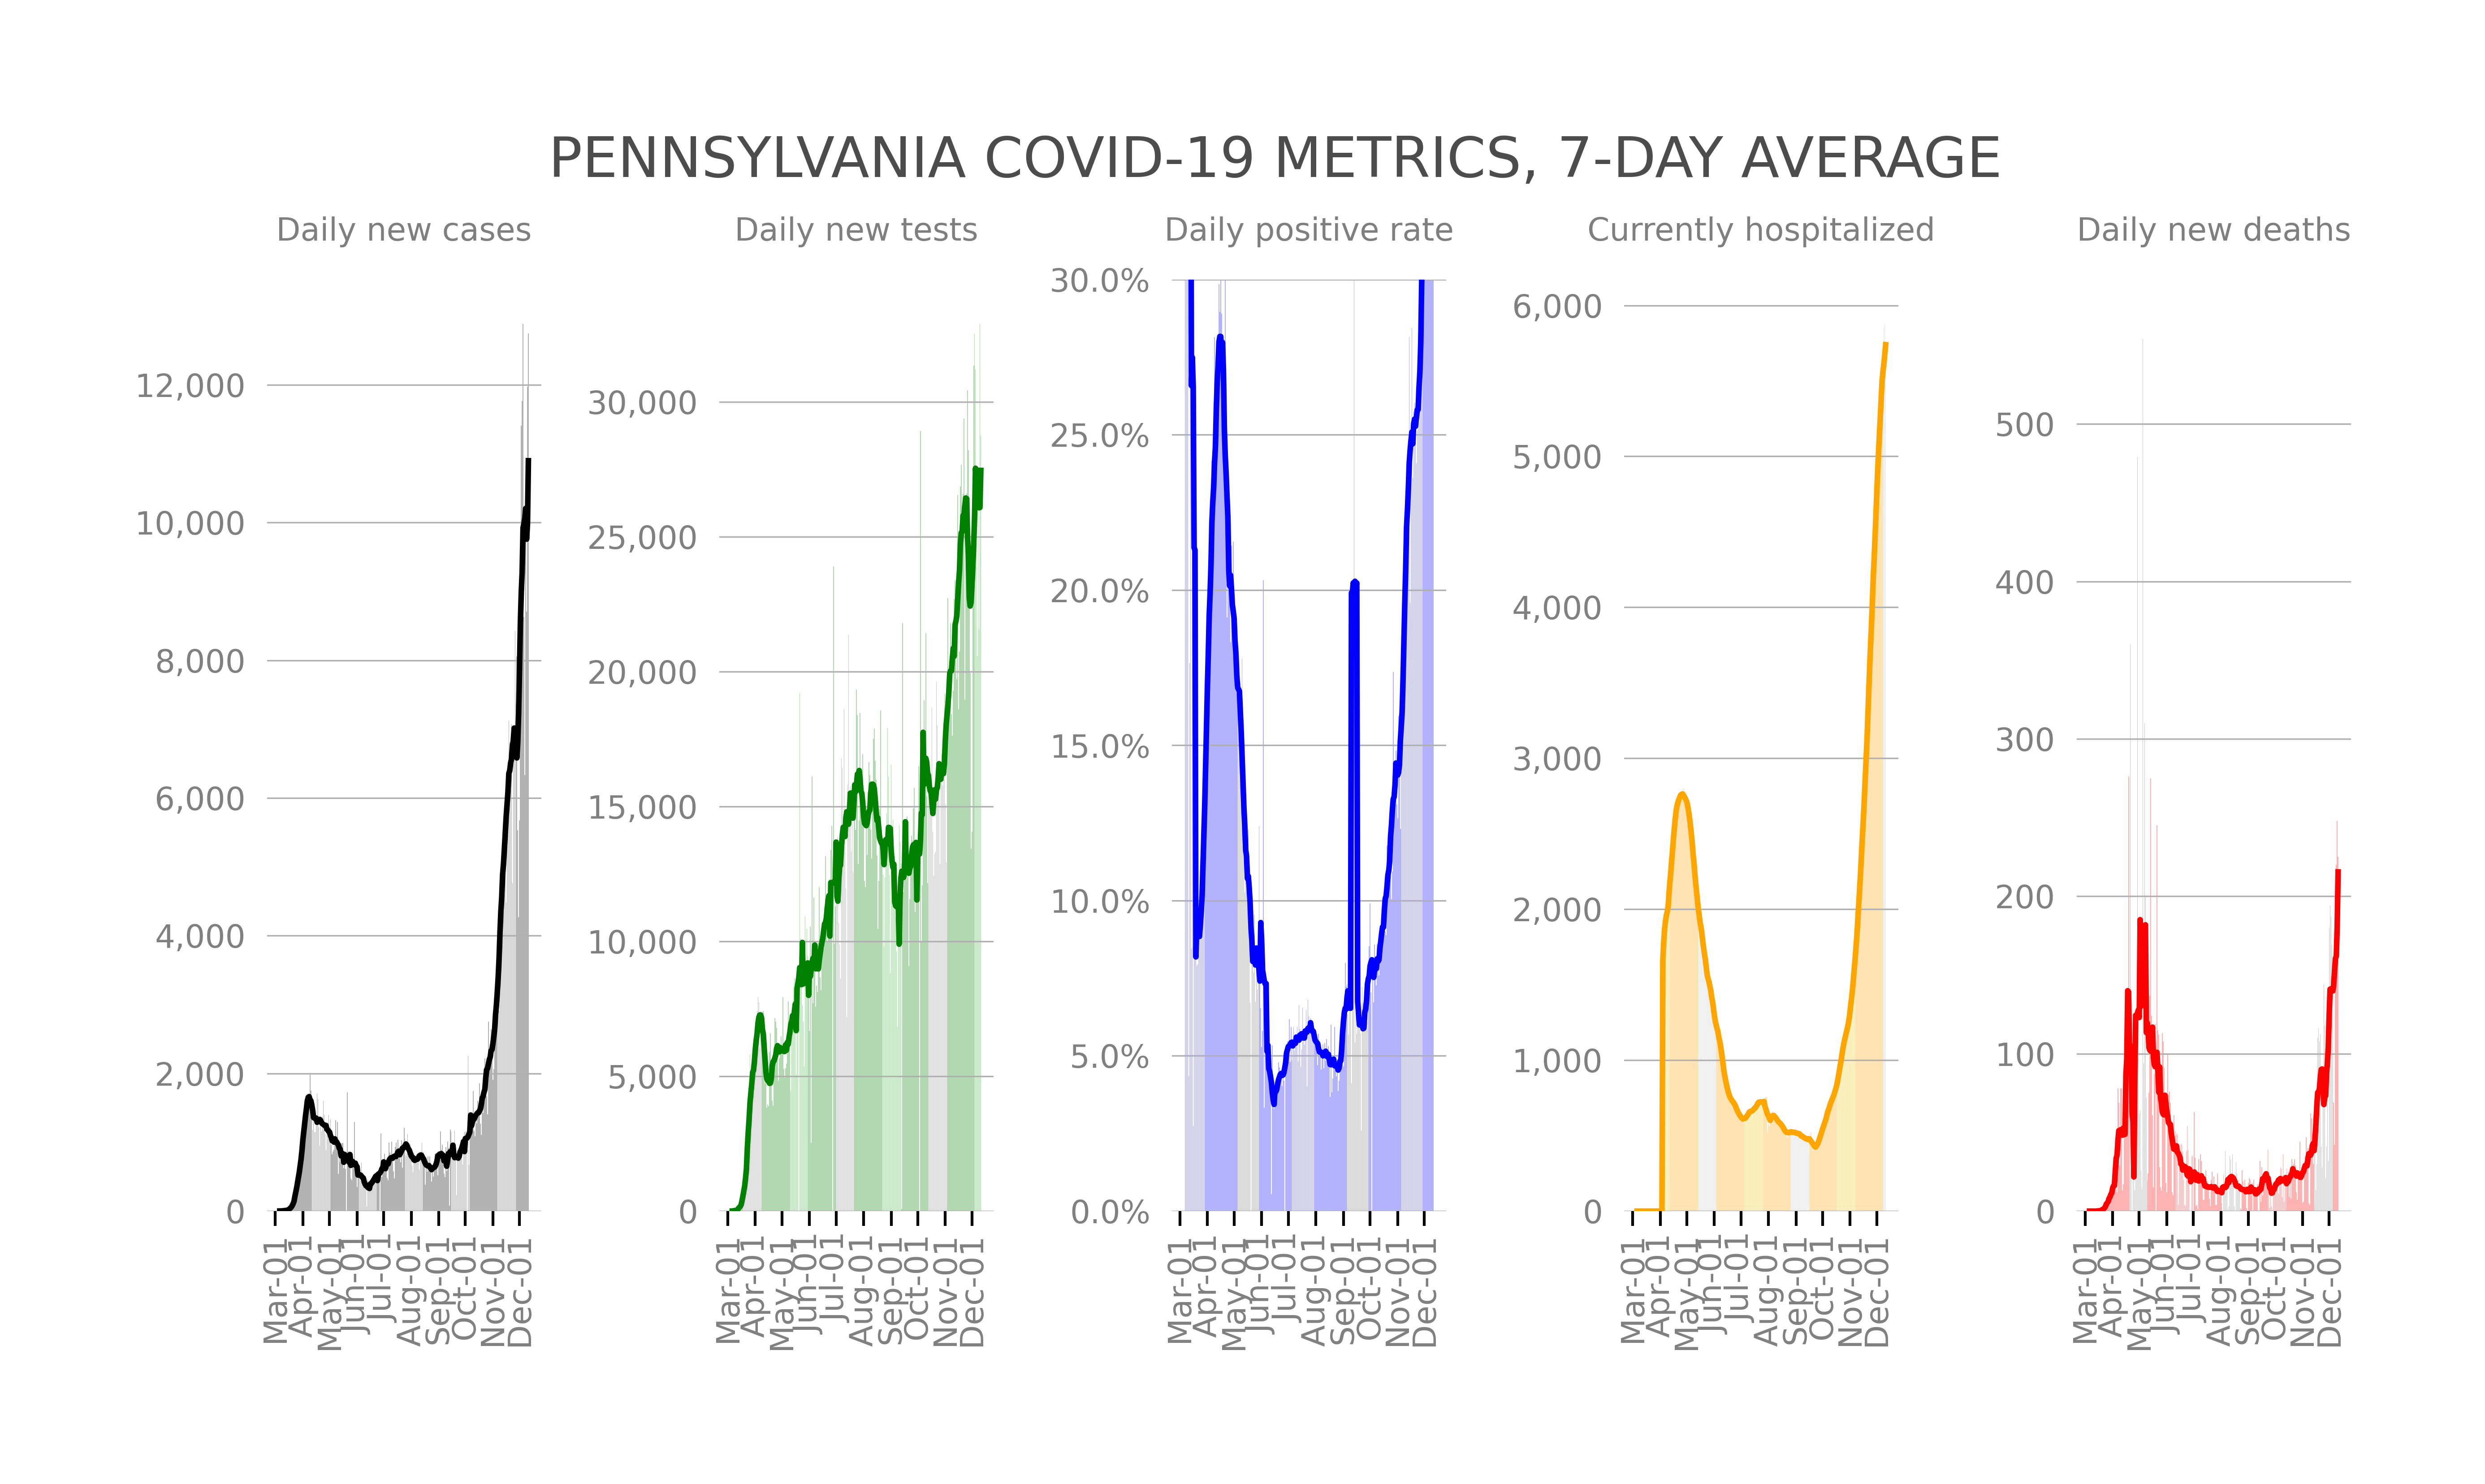 PENNSYLVANIA COVID-19 METRICS, 7-DAY AVERAGE
Daily new cases
12,000
10,000
8,000
6,000
4,000
2,000
0
Mar-01
Apr-01
May-01
Jun-01
Jul-01
Aug-01
Sep-01
Oct-01
Nov-01
Dec-01
Daily new tests
30,000
25,000
20,000
15,000
10,000
5,000
0
Mar-01
Apr-01
May-01
Jun-01
Jul-01
Aug-01
Sep-01
Oct-01
Nov-01
Dec-01
Daily positive rate
30.0%
25.0%
20.0%
15.0%
10.0%
5.0%
0.0%
Mar-01
Apr-01
May-01
Jun-01
Jul-01
Aug-01
Sep-01
Oct-01
Nov-01
Dec-01
Currently hospitalized
6,000
5,000
4,000
3,000
2,000
1,000
0
Mar-01
Apr-01
May-01
Jun-01
Jul-01
Aug-01
Sep-01
Oct-01
Nov-01
Dec-01
Daily new deaths
500
400
300
200
100
0
Mar-01
Apr-01
May-01
Jun-01
Jul-01
Aug-01
Sep-01
Oct-01
Nov-01
Dec-01